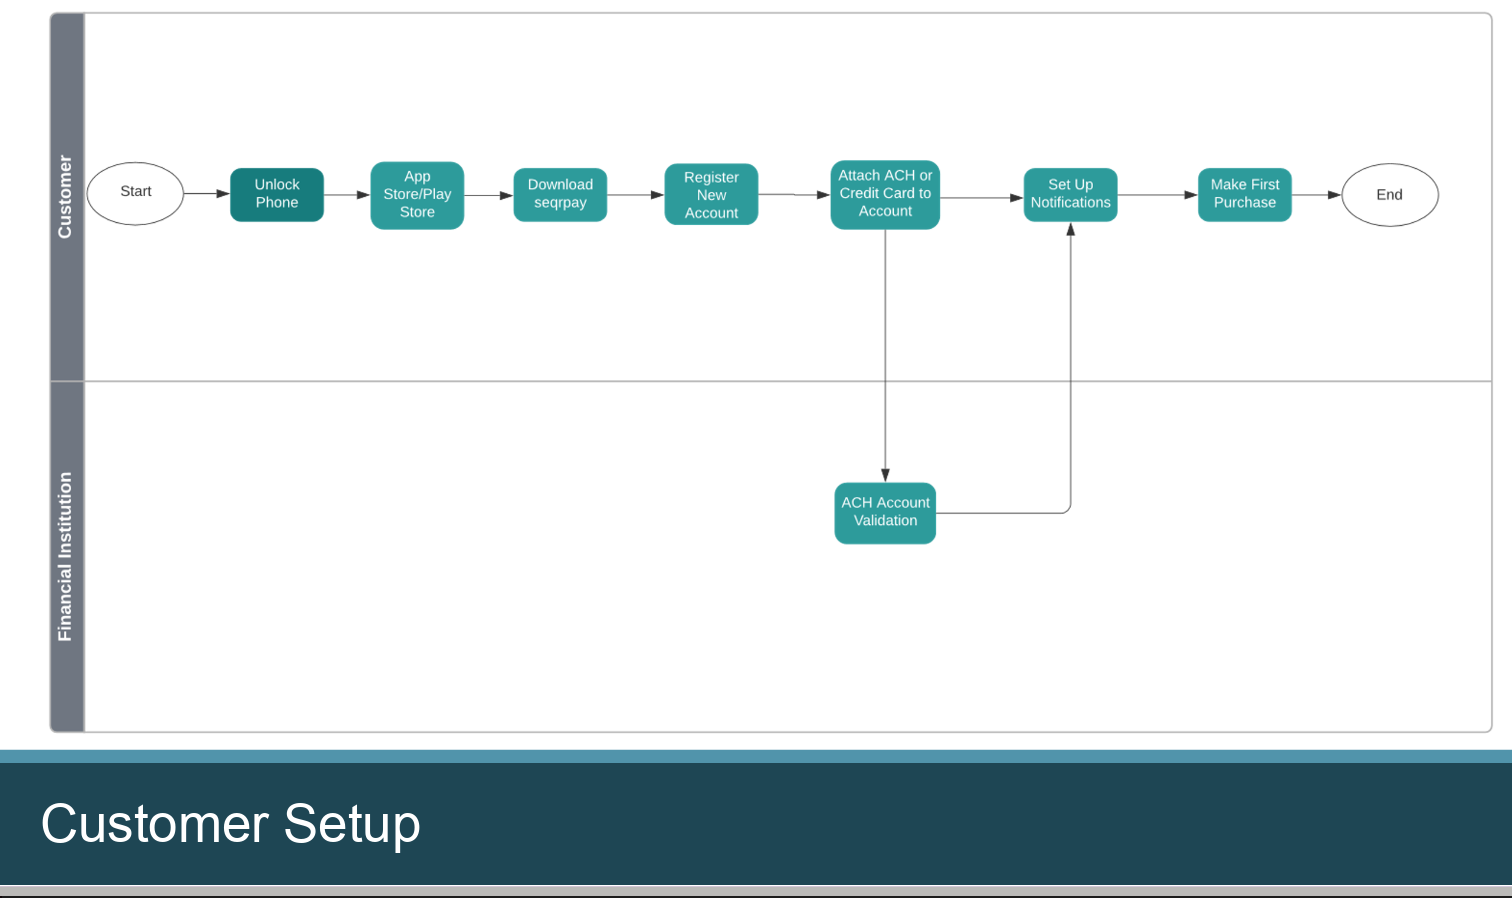 Customer
Start
Unlock
Phone
App
Store/Play
Store
Download
seqrpay
Register
New
Account
Attach ACH or
Credit Card to
Account
Set Up
Notifications
Make First
Purchase
End
Financial Institution
ACH Account
Validation
Customer Setup